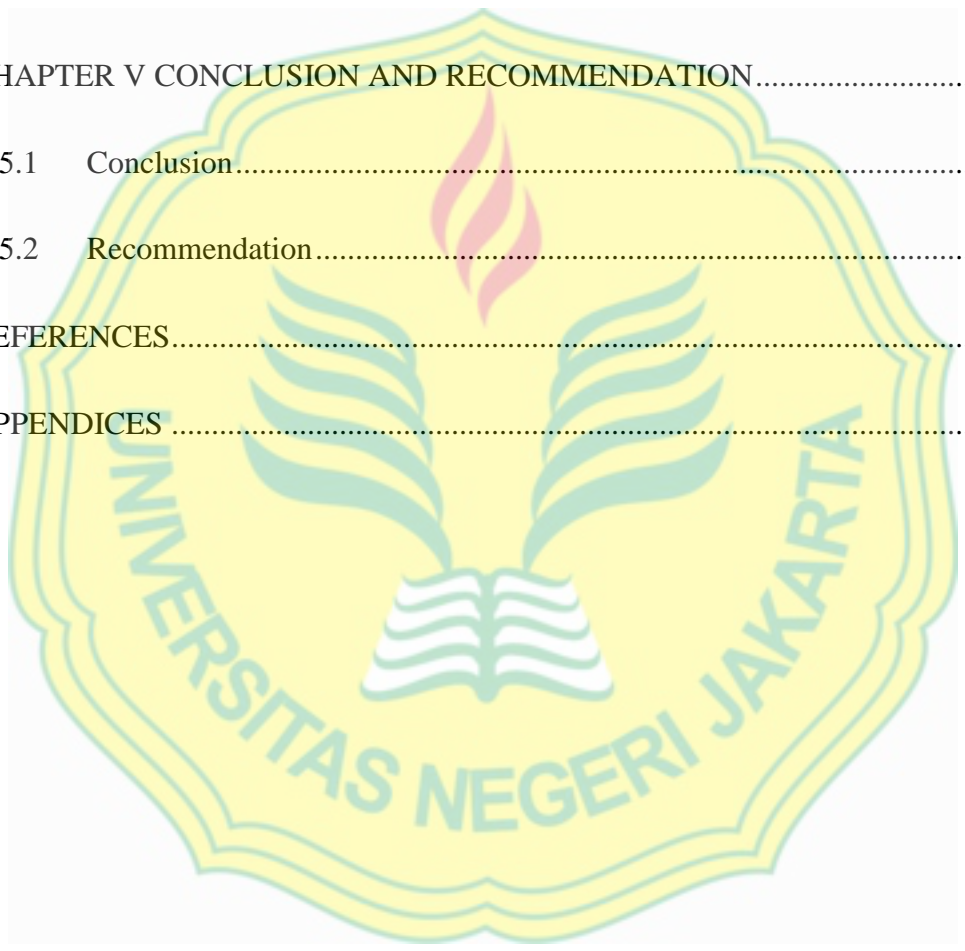 HAPTER V CONCLUSION AND RECOMMENDATION..........................
5.1 Conclusion..........................................................................................
5.2 Recommendation.................................................................................
EFERENCES...................................................................................................
PPENDICES ...................................................................................................
UNIVERSITAS NEGERI JAKARTA